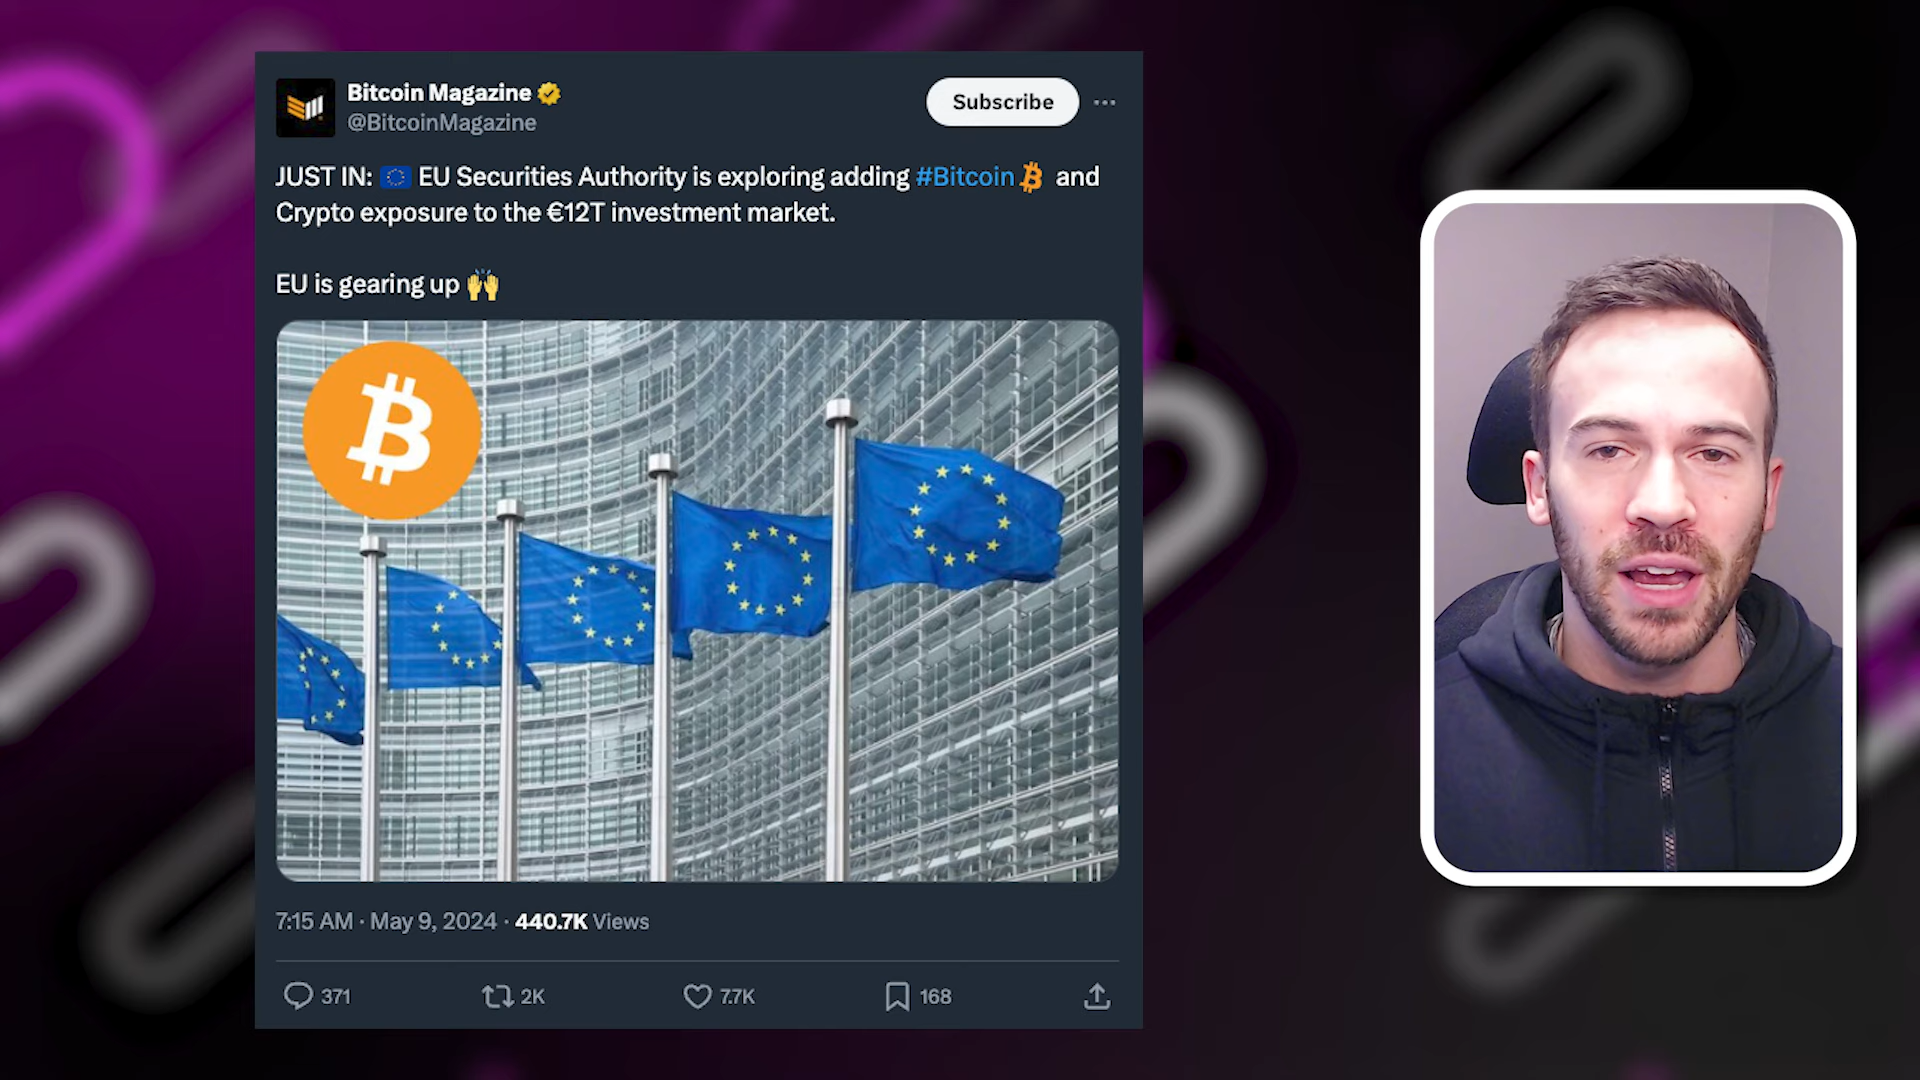 Bitcoin Magazine
@BitcoinMagazine
Subscribe
JUST IN: 🇪🇺 EU Securities Authority is exploring adding #Bitcoin and
Crypto exposure to the €12T investment market.
EU is gearing up 🙌
7:15 AM · May 9, 2024 · 440.7K Views
371
2K
7.7K
168